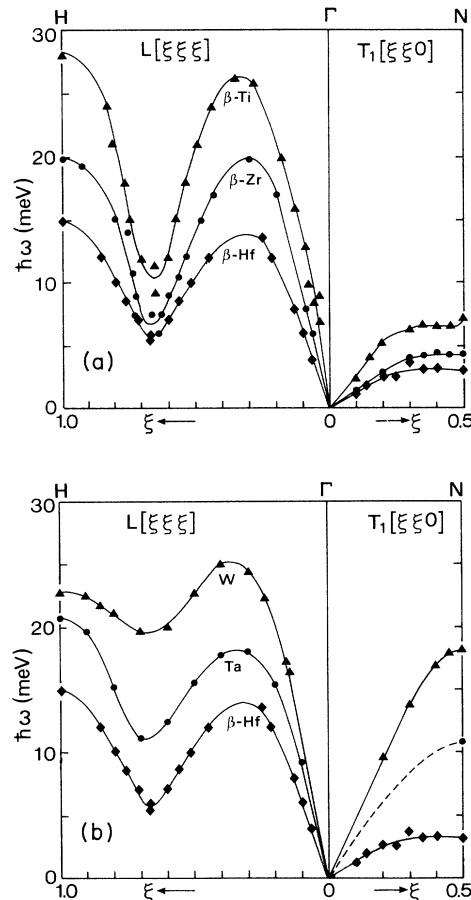 H Γ N
30
L[ξξξ] T₁[ξξ0]
β-Ti
20
β-Zr
ħω (meV)
β-Hf
10
(a)
0
1.0 ξ ← 0 → ξ 0.5
H Γ N
30
L[ξξξ] T₁[ξξ0]
W
20
Ta
ħω (meV)
β-Hf
10
(b)
0
1.0 ξ ← 0 → ξ 0.5